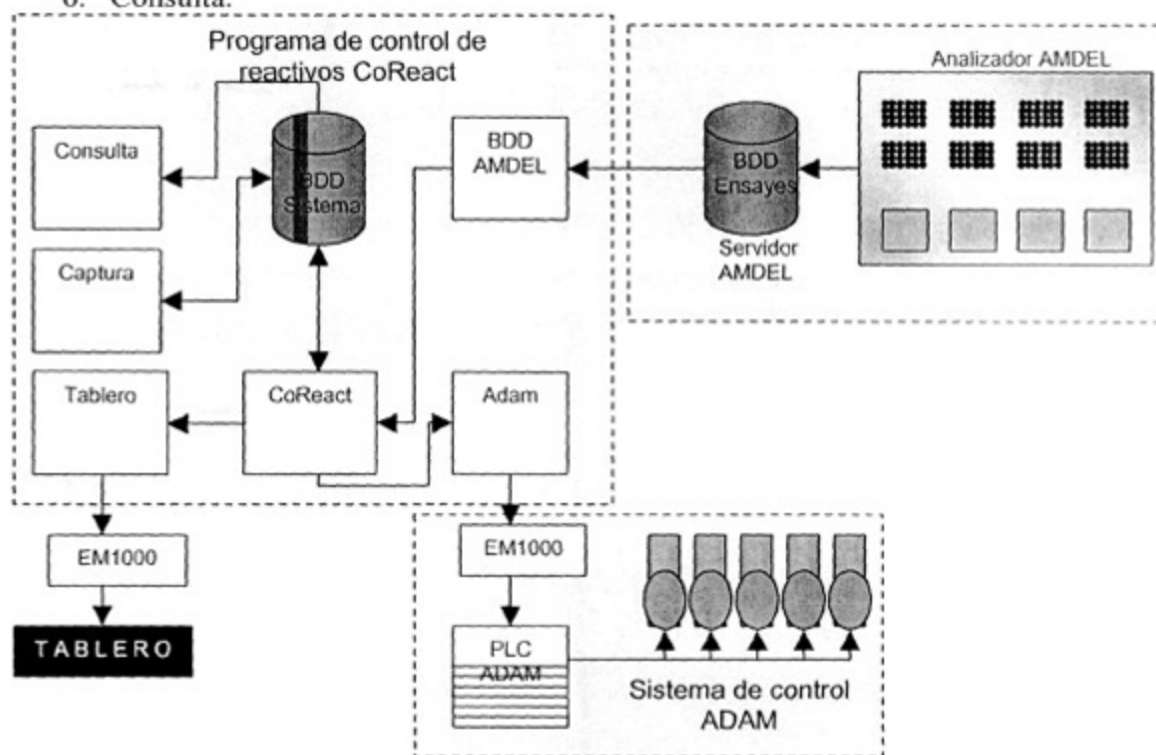 6. Consulta.
Programa de control de
reactivos CoReact
Analizador AMDEL
Consulta
BDD
Sistema
BDD
AMDEL
BDD
Ensayes
Captura
Servidor
AMDEL
Tablero
CoReact
Adam
EM1000
EM1000
TABLERO
PLC
ADAM
Sistema de control
ADAM